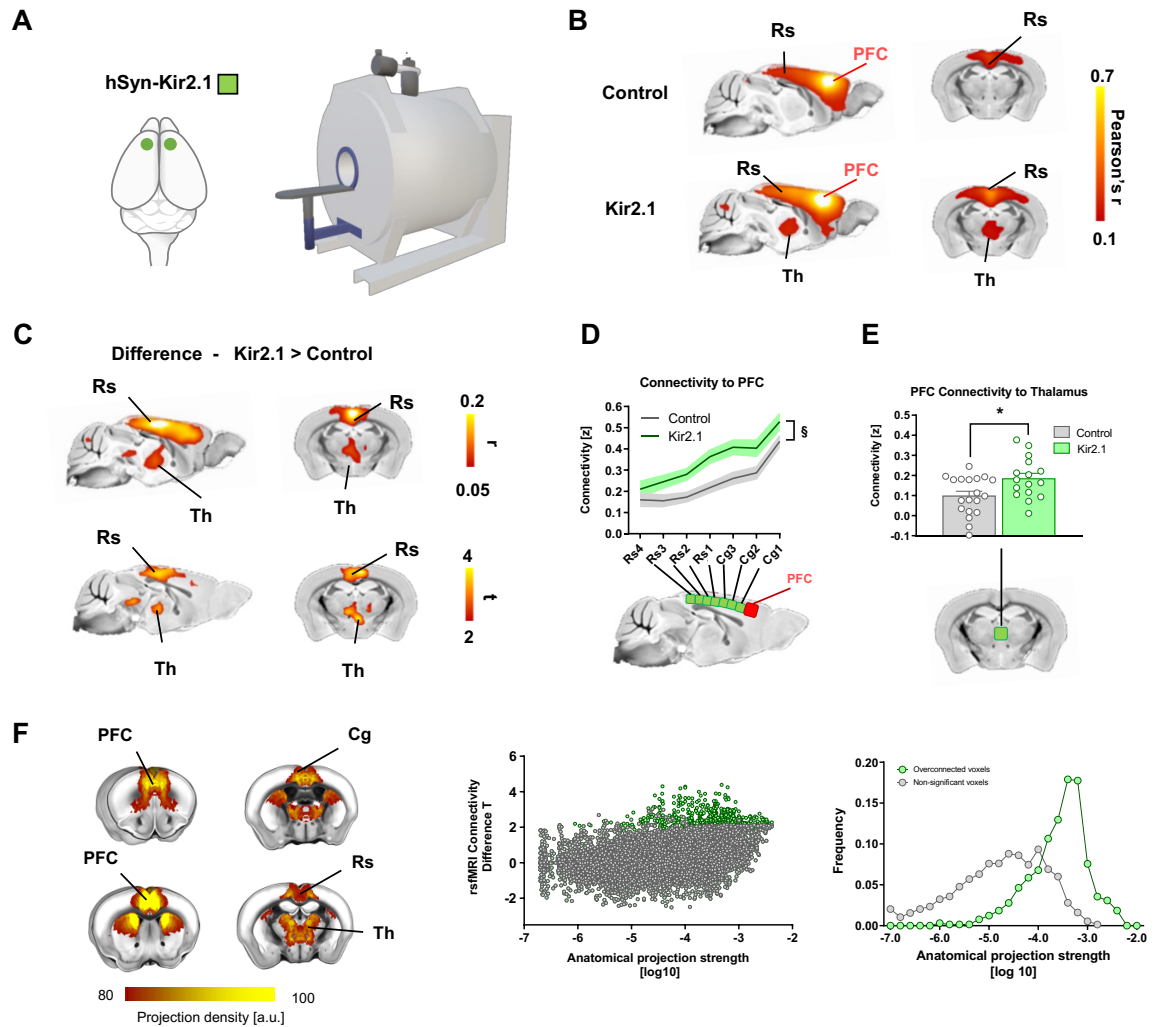 A
hSyn-Kir2.1
B
Rs
PFC
Rs
Control
0.7
Pearson's r
0.1
Rs
PFC
Rs
Kir2.1
Th
Th
C
Difference - Kir2.1 > Control
Rs
Rs
0.2
r
0.05
Th
Th
Rs
Rs
4
t
2
Th
Th
D
Connectivity to PFC
Connectivity [z]
0.6
0.5
0.4
0.3
0.2
0.1
0.0
Control
Kir2.1
§
Rs4
Rs3
Rs2
Rs1
Cg3
Cg2
Cg1
PFC
E
PFC Connectivity to Thalamus
Connectivity [z]
0.5
0.4
0.3
0.2
0.1
0.0
-0.1
*
Control
Kir2.1
F
PFC
Cg
PFC
Rs
Th
80
100
Projection density [a.u.]
rsfMRI Connectivity
Difference T
6
4
2
0
-2
-7
-6
-5
-4
-3
-2
Anatomical projection strength
[log10]
Frequency
0.20
0.15
0.10
0.05
0.00
Overconnected voxels
Non-significant voxels
-7.0
-6.0
-5.0
-4.0
-3.0
-2.0
Anatomical projection strength
[log 10]